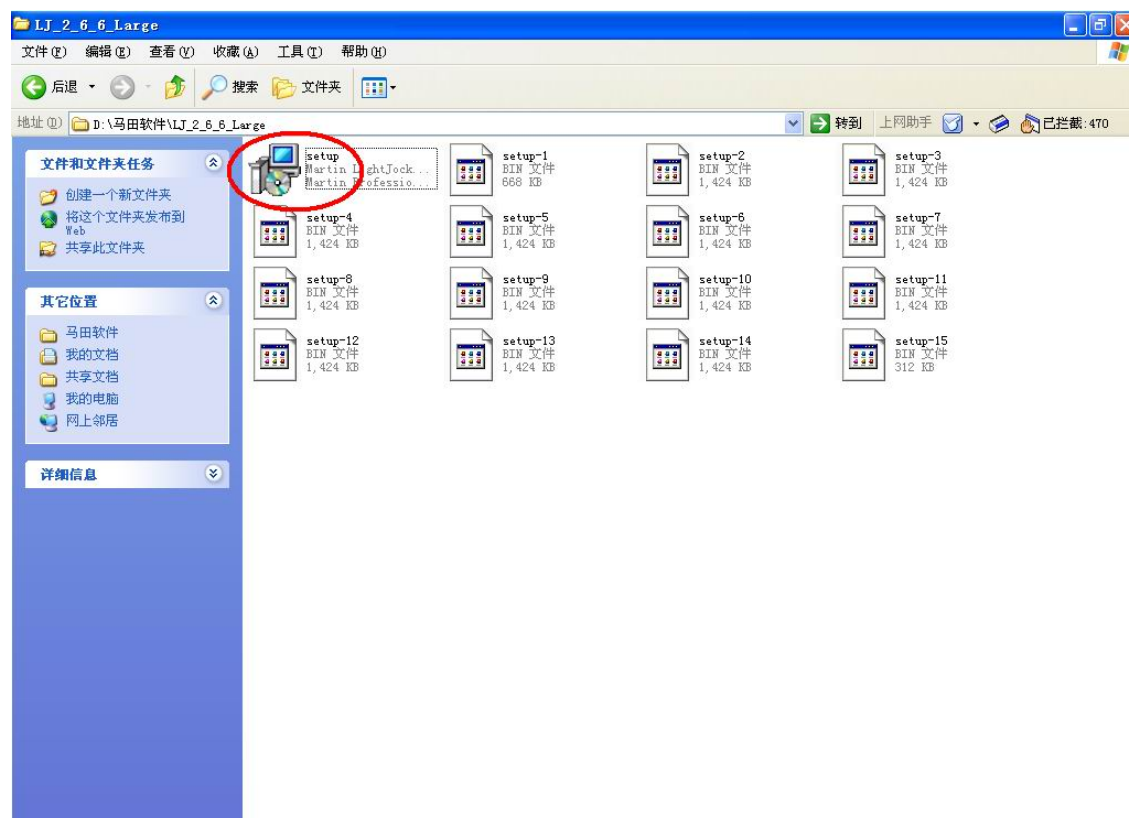 LJ_2_6_6_Large
文件(F) 编辑(E) 查看(V) 收藏(A) 工具(T) 帮助(H)
后退 搜索 文件夹
地址(D) D:\马田软件\LJ_2_6_6_Large 转到 上网助手 已拦截:470
文件和文件夹任务
创建一个新文件夹
将这个文件夹发布到
Web
共享此文件夹
其它位置
马田软件
我的文档
共享文档
我的电脑
网上邻居
详细信息
setup
Martin LightJock...
Martin Professio...
setup-1
BIN 文件
668 KB
setup-2
BIN 文件
1,424 KB
setup-3
BIN 文件
1,424 KB
setup-4
BIN 文件
1,424 KB
setup-5
BIN 文件
1,424 KB
setup-6
BIN 文件
1,424 KB
setup-7
BIN 文件
1,424 KB
setup-8
BIN 文件
1,424 KB
setup-9
BIN 文件
1,424 KB
setup-10
BIN 文件
1,424 KB
setup-11
BIN 文件
1,424 KB
setup-12
BIN 文件
1,424 KB
setup-13
BIN 文件
1,424 KB
setup-14
BIN 文件
1,424 KB
setup-15
BIN 文件
312 KB